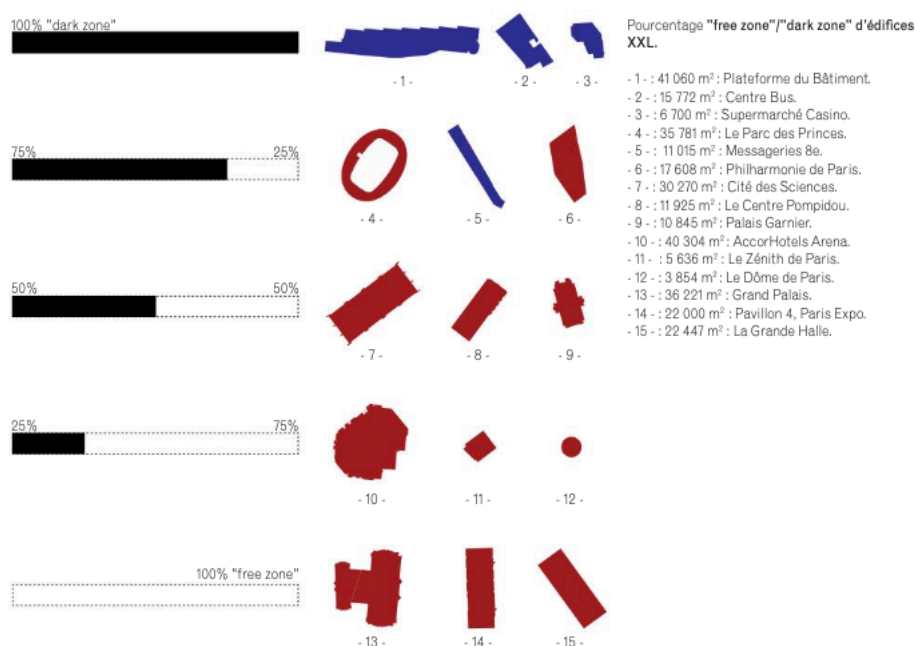 100% "dark zone"
- 1 -
- 2 -
- 3 -
75%
25%
- 4 -
- 5 -
- 6 -
50%
50%
- 7 -
- 8 -
- 9 -
25%
75%
- 10 -
- 11 -
- 12 -
100% "free zone"
- 13 -
- 14 -
- 15 -
Pourcentage "free zone"/"dark zone" d'édifices
XXL.
- 1 - : 41 060 m² : Plateforme du Bâtiment.
- 2 - : 15 772 m² : Centre Bus.
- 3 - : 6 700 m² : Supermarché Casino.
- 4 - : 35 781 m² : Le Parc des Princes.
- 5 - : 11 015 m² : Messageries 8e.
- 6 - : 17 608 m² : Philharmonie de Paris.
- 7 - : 30 270 m² : Cité des Sciences.
- 8 - : 11 925 m² : Le Centre Pompidou.
- 9 - : 10 845 m² : Palais Garnier.
- 10 - : 40 304 m² : AccorHotels Arena.
- 11 - : 5 636 m² : Le Zénith de Paris.
- 12 - : 3 854 m² : Le Dôme de Paris.
- 13 - : 36 221 m² : Grand Palais.
- 14 - : 22 000 m² : Pavillon 4, Paris Expo.
- 15 - : 22 447 m² : La Grande Halle.